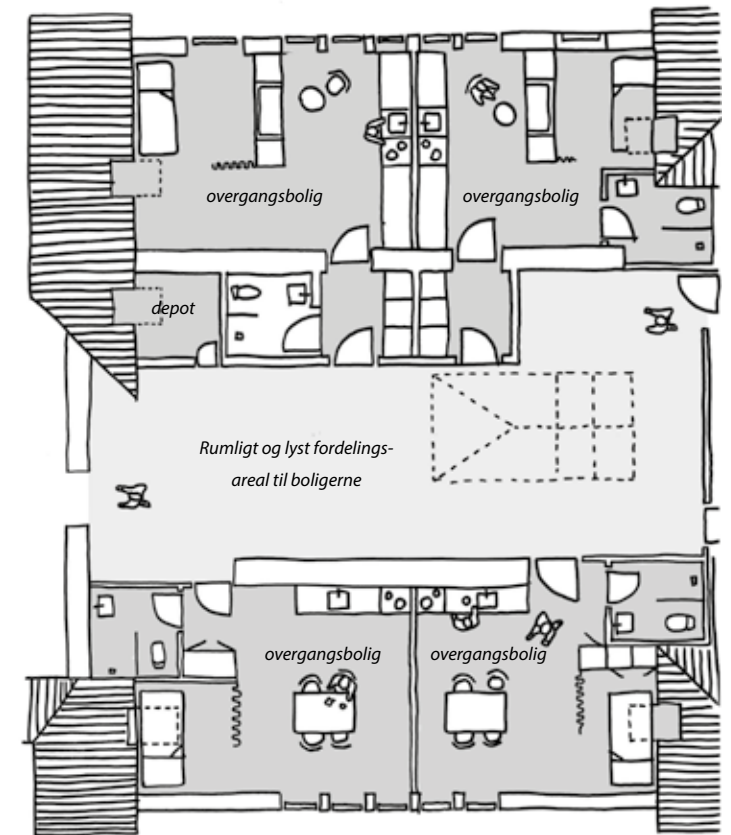 overgangsbolig
overgangsbolig
depot
Rumligt og lyst fordelings-
areal til boligerne
overgangsbolig
overgangsbolig